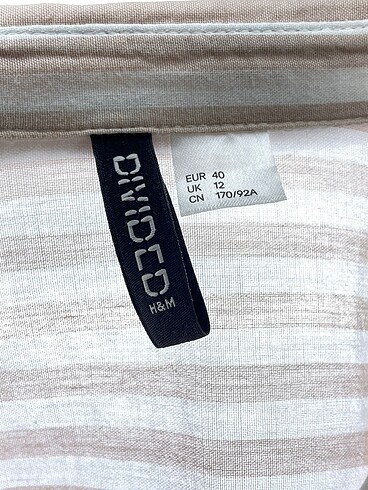 DIVIDED
H&M
EUR 40
UK 12
CN 170/92A